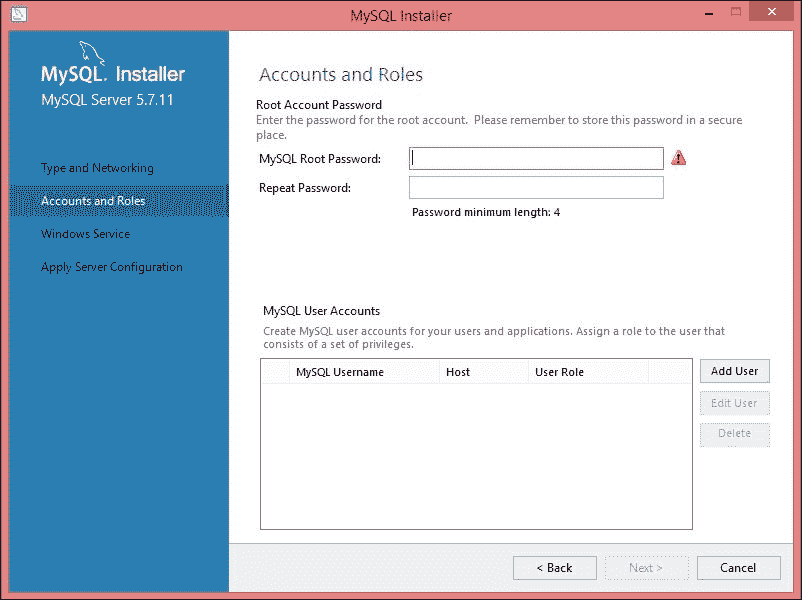 MySQL Installer
MySQL. Installer
MySQL Server 5.7.11
Type and Networking
Accounts and Roles
Windows Service
Apply Server Configuration
Accounts and Roles
Root Account Password
Enter the password for the root account. Please remember to store this password in a secure
place.
MySQL Root Password:
Repeat Password:
Password minimum length: 4
MySQL User Accounts
Create MySQL user accounts for your users and applications. Assign a role to the user that
consists of a set of privileges.
MySQL Username Host User Role
Add User
Edit User
Delete
< Back Next > Cancel